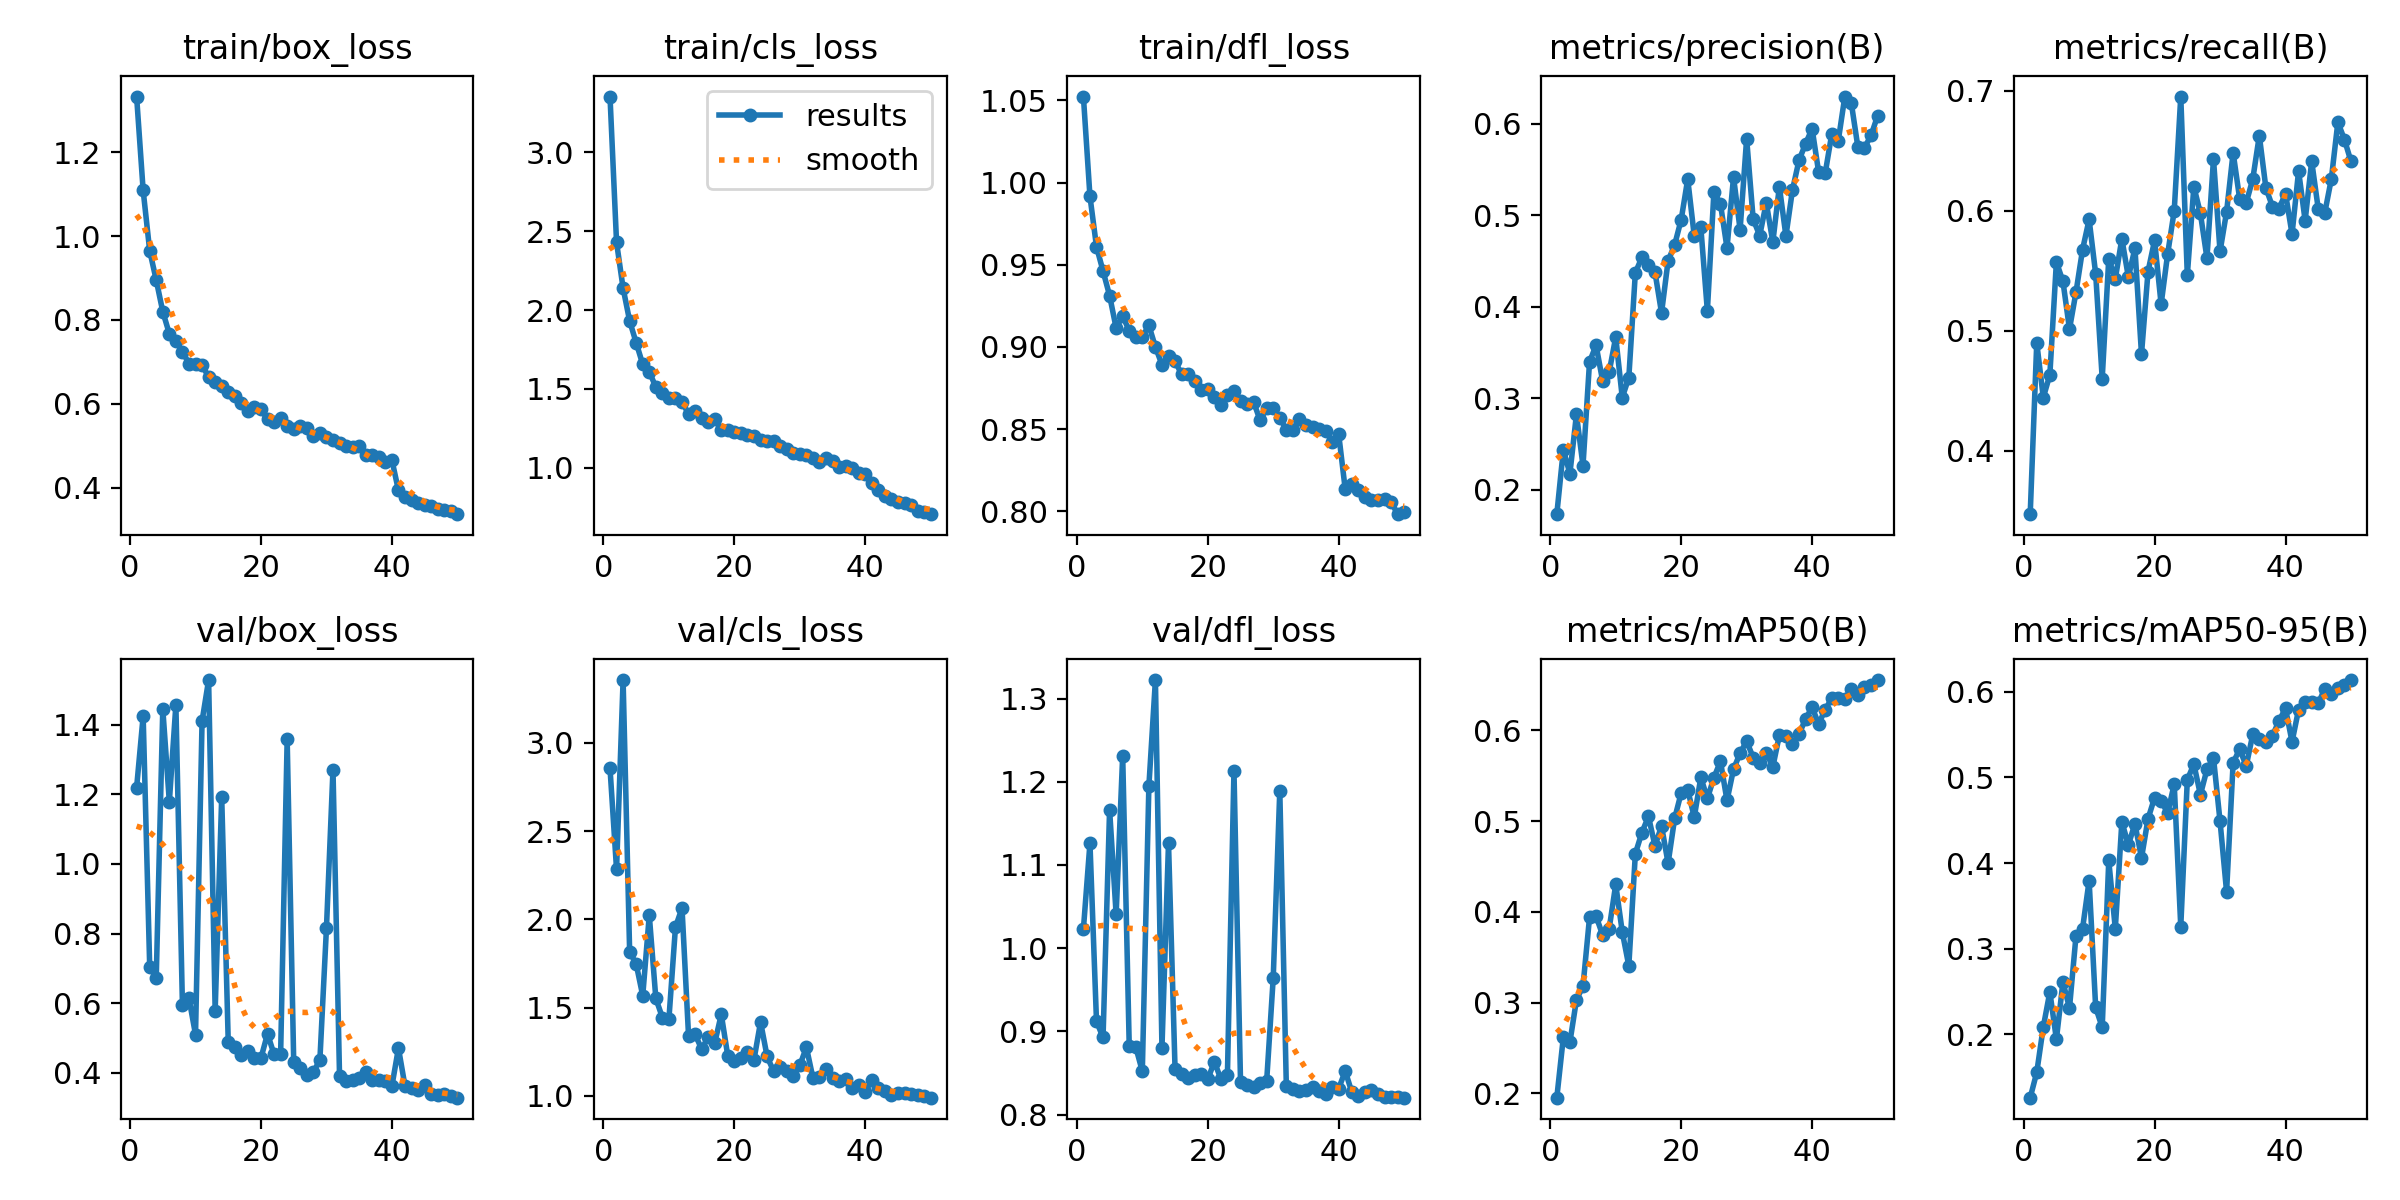 train/box_loss
train/cls_loss
train/dfl_loss
metrics/precision(B)
metrics/recall(B)
1.2
1.0
0.8
0.6
0.4
0 20 40
results
smooth
3.0
2.5
2.0
1.5
1.0
0 20 40
1.05
1.00
0.95
0.90
0.85
0.80
0 20 40
0.6
0.5
0.4
0.3
0.2
0 20 40
0.7
0.6
0.5
0.4
0 20 40
val/box_loss
val/cls_loss
val/dfl_loss
metrics/mAP50(B)
metrics/mAP50-95(B)
1.4
1.2
1.0
0.8
0.6
0.4
0 20 40
3.0
2.5
2.0
1.5
1.0
0 20 40
1.3
1.2
1.1
1.0
0.9
0.8
0 20 40
0.6
0.5
0.4
0.3
0.2
0 20 40
0.6
0.5
0.4
0.3
0.2
0 20 40